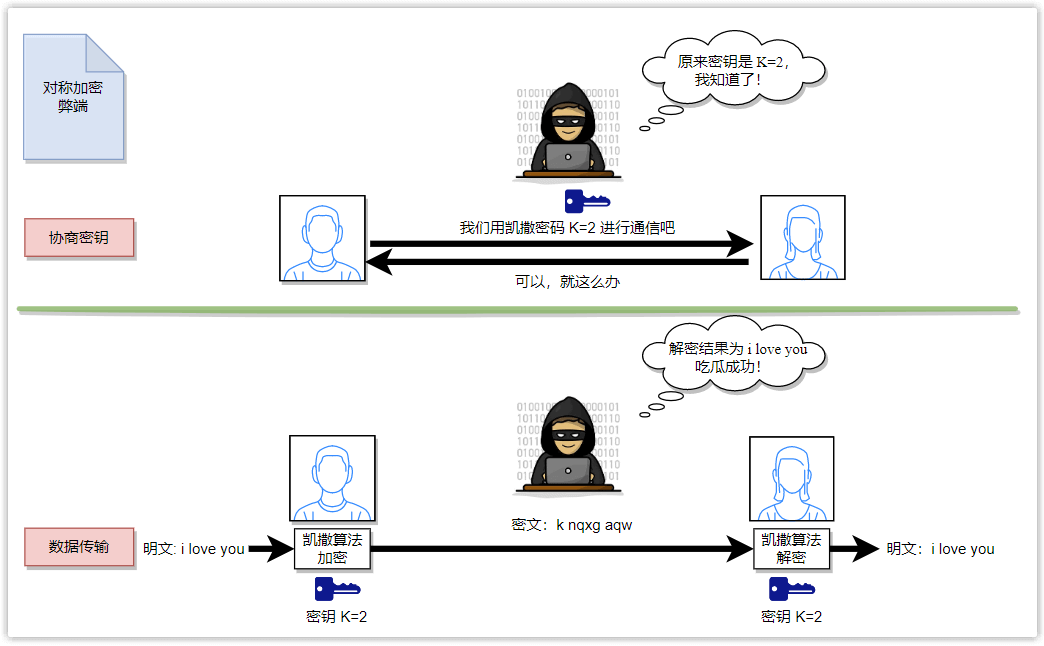 对称加密
弊端
原来密钥是 K=2，
我知道了！
协商密钥
我们用凯撒密码 K=2 进行通信吧
可以，就这么办
解密结果为 i love you
吃瓜成功！
数据传输
明文: i love you
凯撒算法
加密
密钥 K=2
密文：k nqxg aqw
凯撒算法
解密
密钥 K=2
明文：i love you